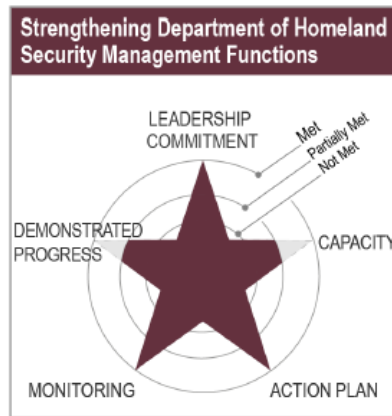 Strengthening Department of Homeland
Security Management Functions
LEADERSHIP
COMMITMENT
Met
Partially Met
Not Met
DEMONSTRATED
PROGRESS
CAPACITY
MONITORING
ACTION PLAN